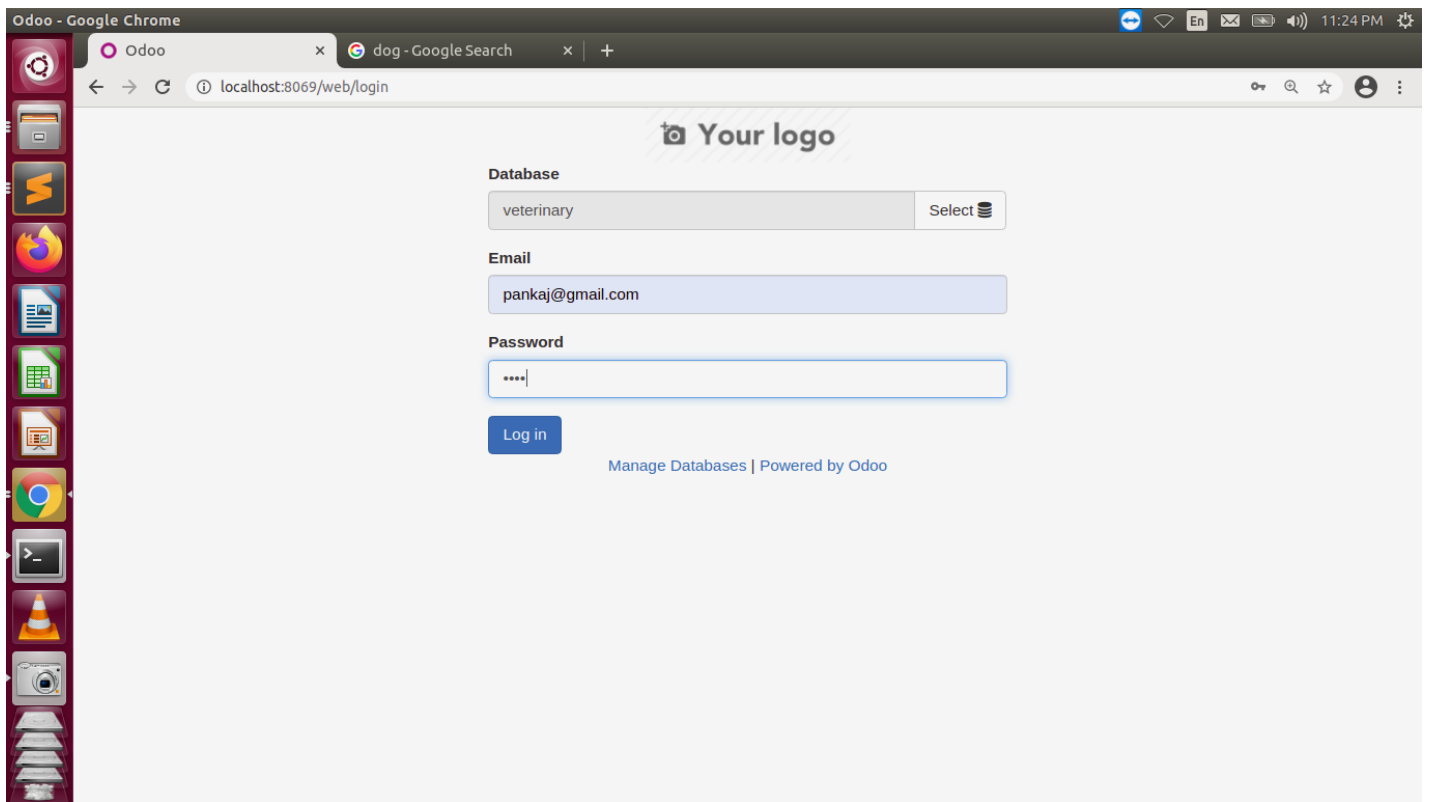 Odoo - Google Chrome
En
11:24 PM
Odoo
dog - Google Search
localhost:8069/web/login
Your logo
Database
veterinary
Select
Email
pankaj@gmail.com
Password
••••
Log in
Manage Databases | Powered by Odoo